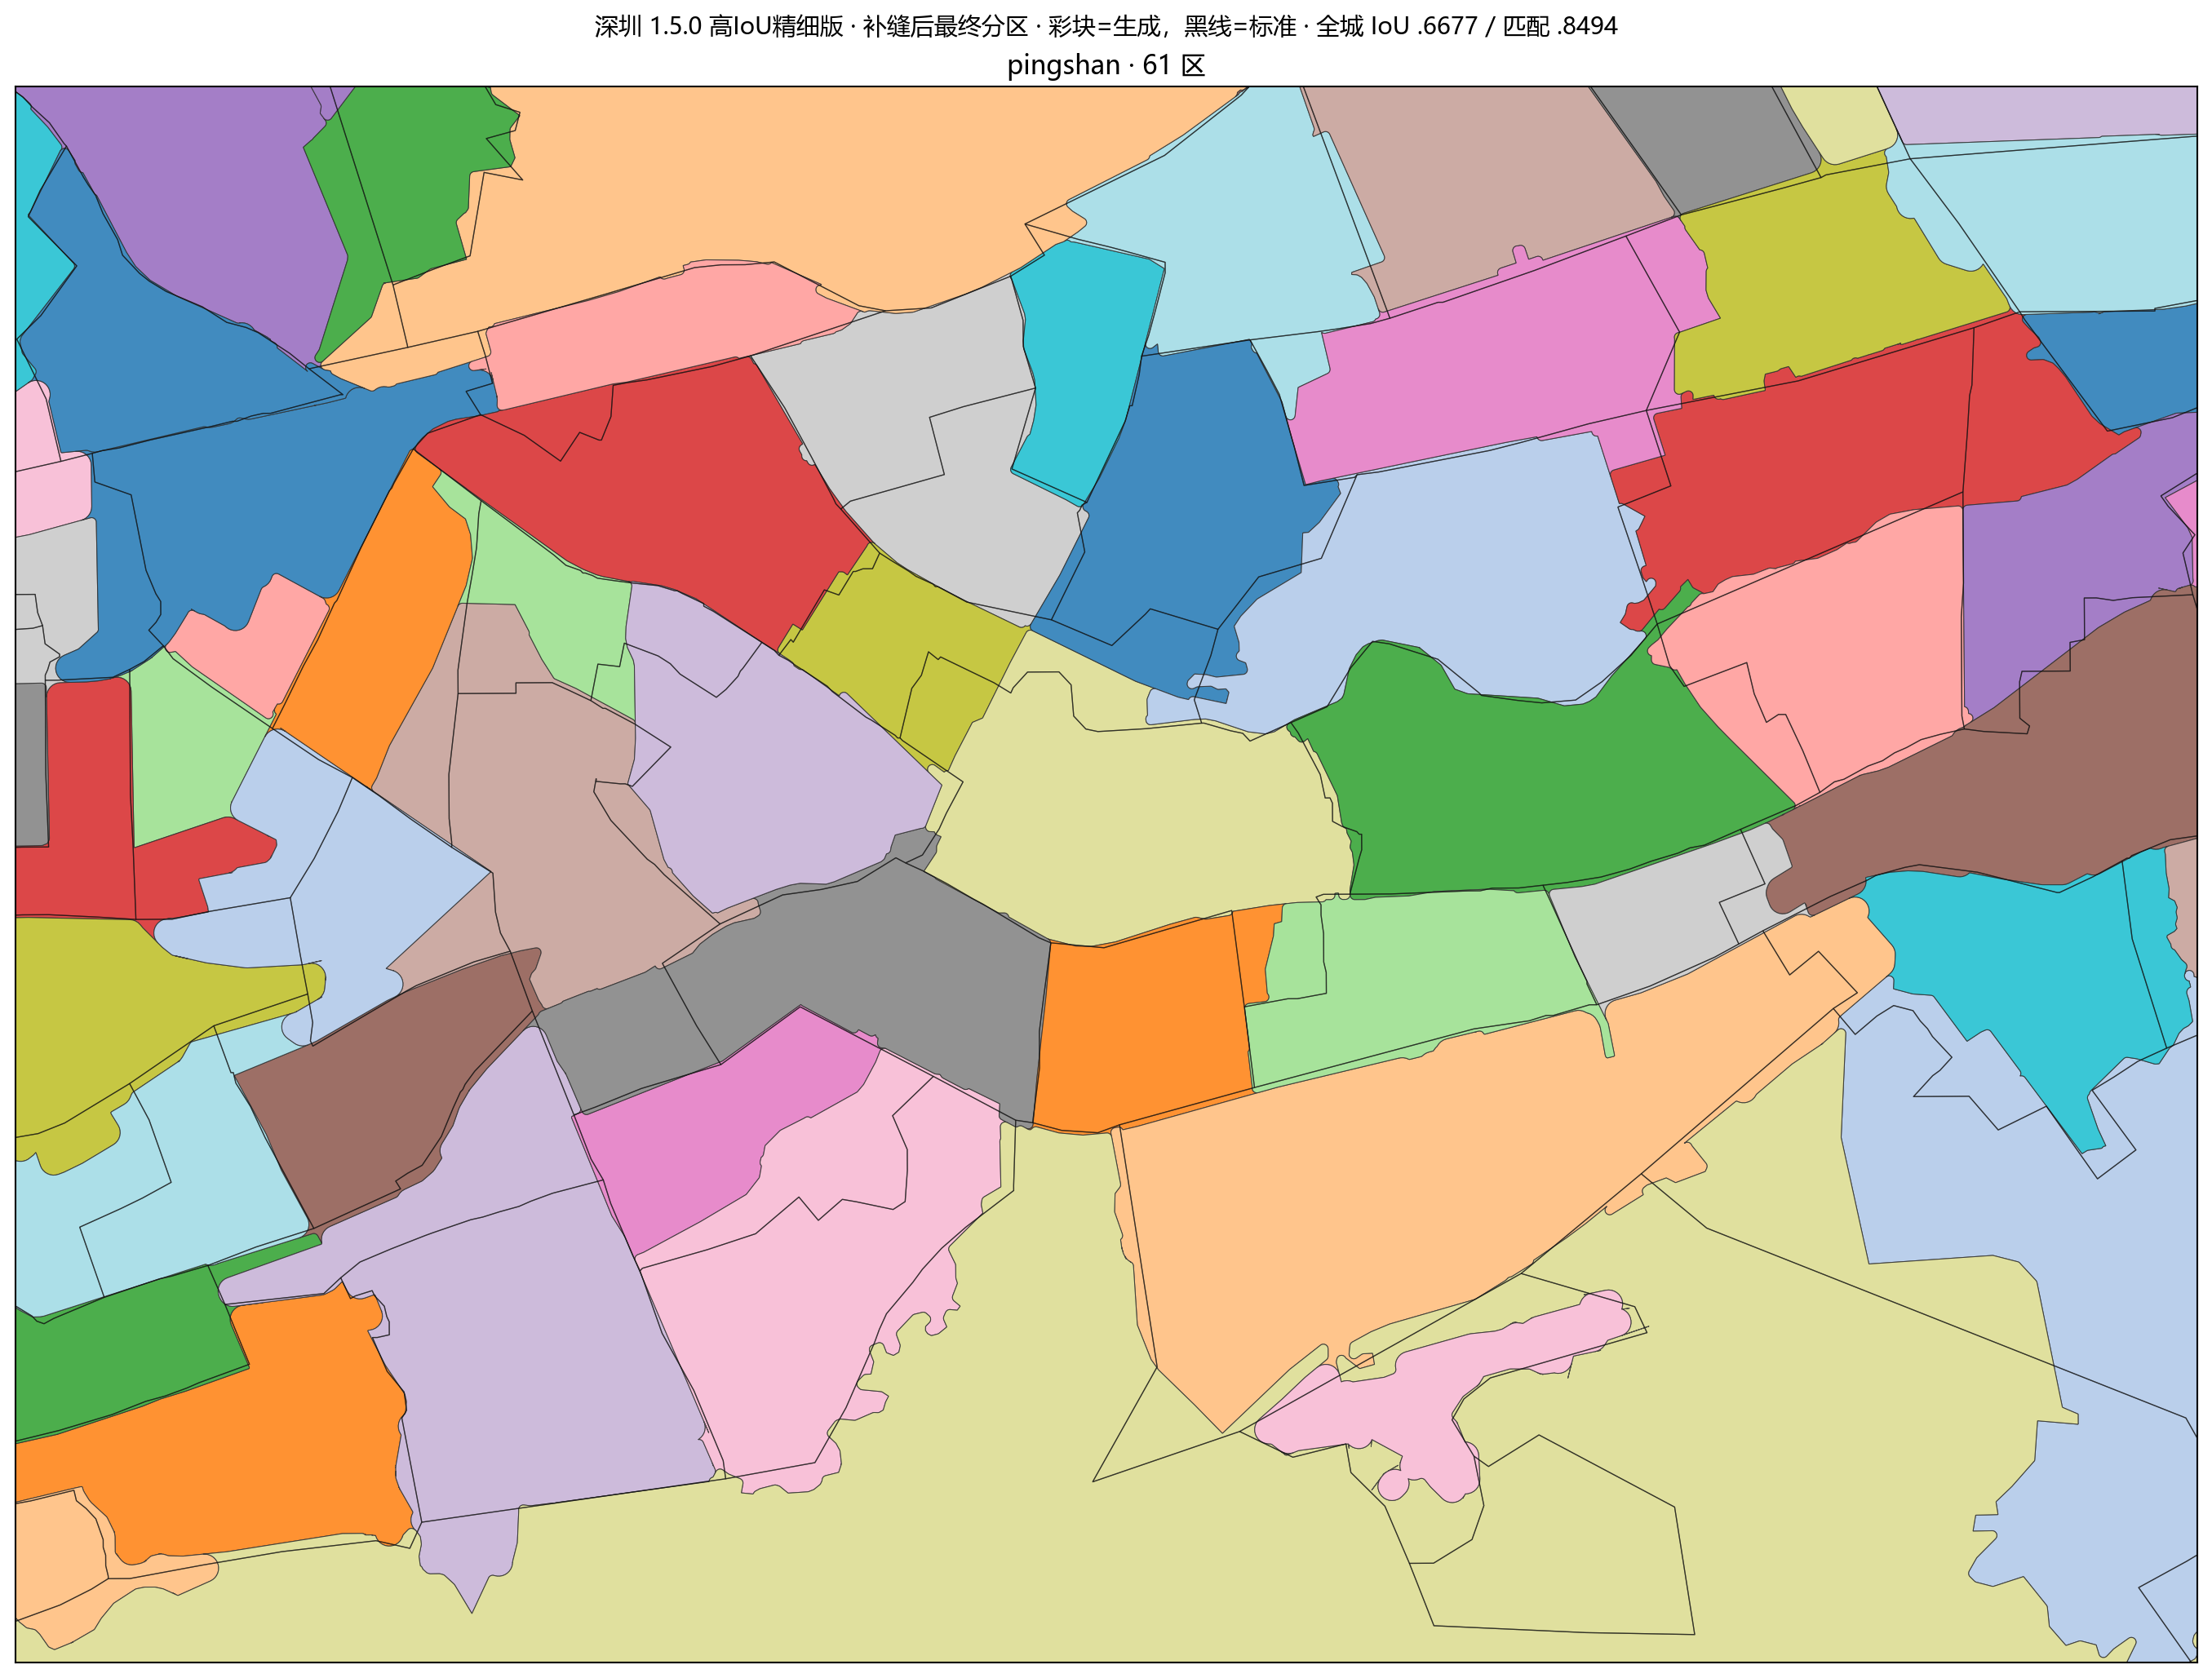 深圳 1.5.0 高IoU精细版 · 补缝后最终分区 · 彩块=生成，黑线=标准 · 全城 IoU .6677 / 匹配 .8494
pingshan · 61 区